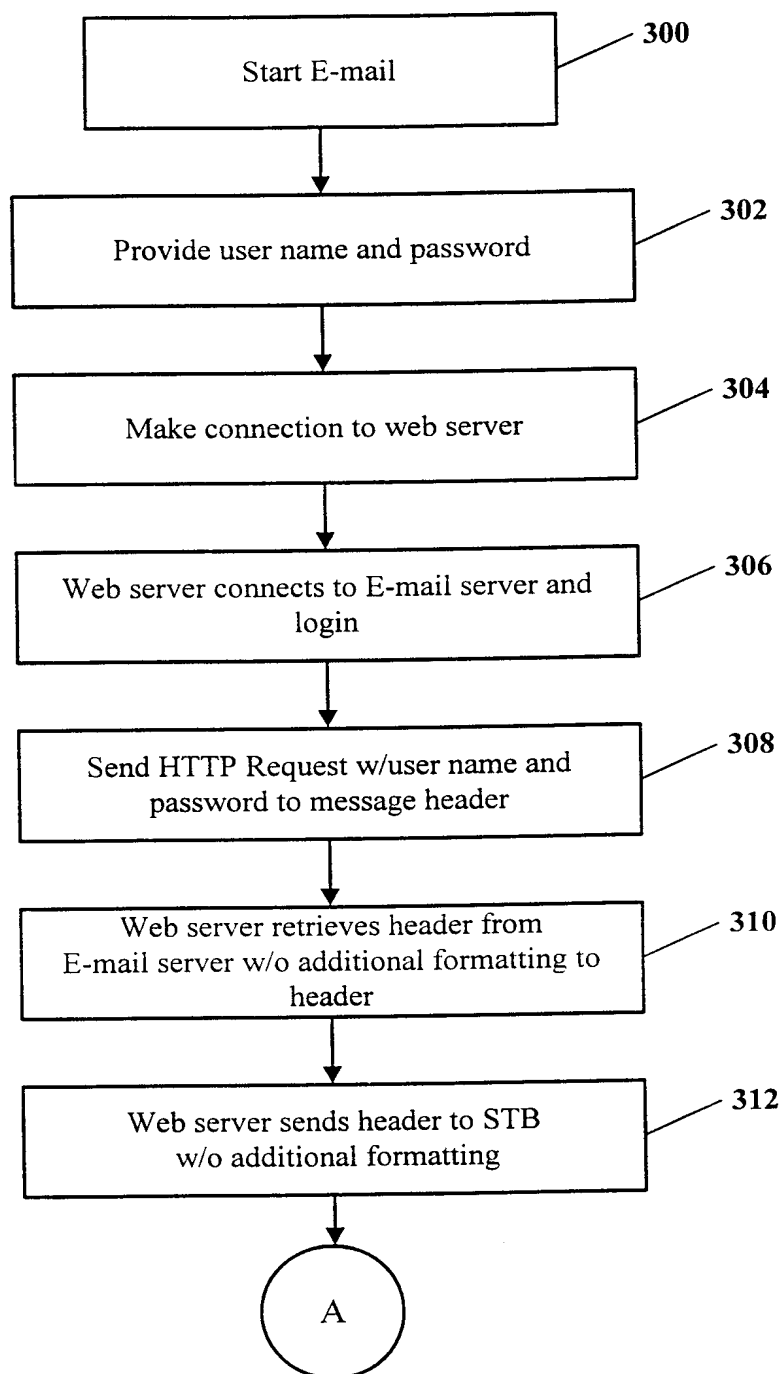 Start E-mail
300
Provide user name and password
302
Make connection to web server
304
Web server connects to E-mail server and
login
306
Send HTTP Request w/user name and
password to message header
308
Web server retrieves header from
E-mail server w/o additional formatting to
header
310
Web server sends header to STB
w/o additional formatting
312
A